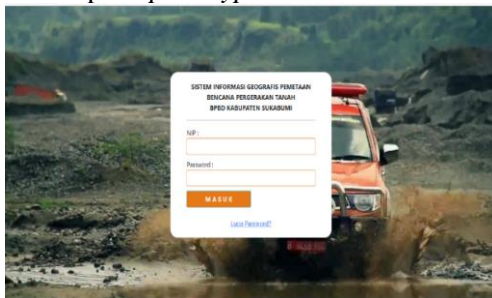 SISTEM INFORMASI GEOGRAFIS PEMETAAN
BENCANA PERGERAKAN TANAH
BPBD KABUPATEN SUKABUMI
NIP :
Password :
MASUK
Lupa Password?